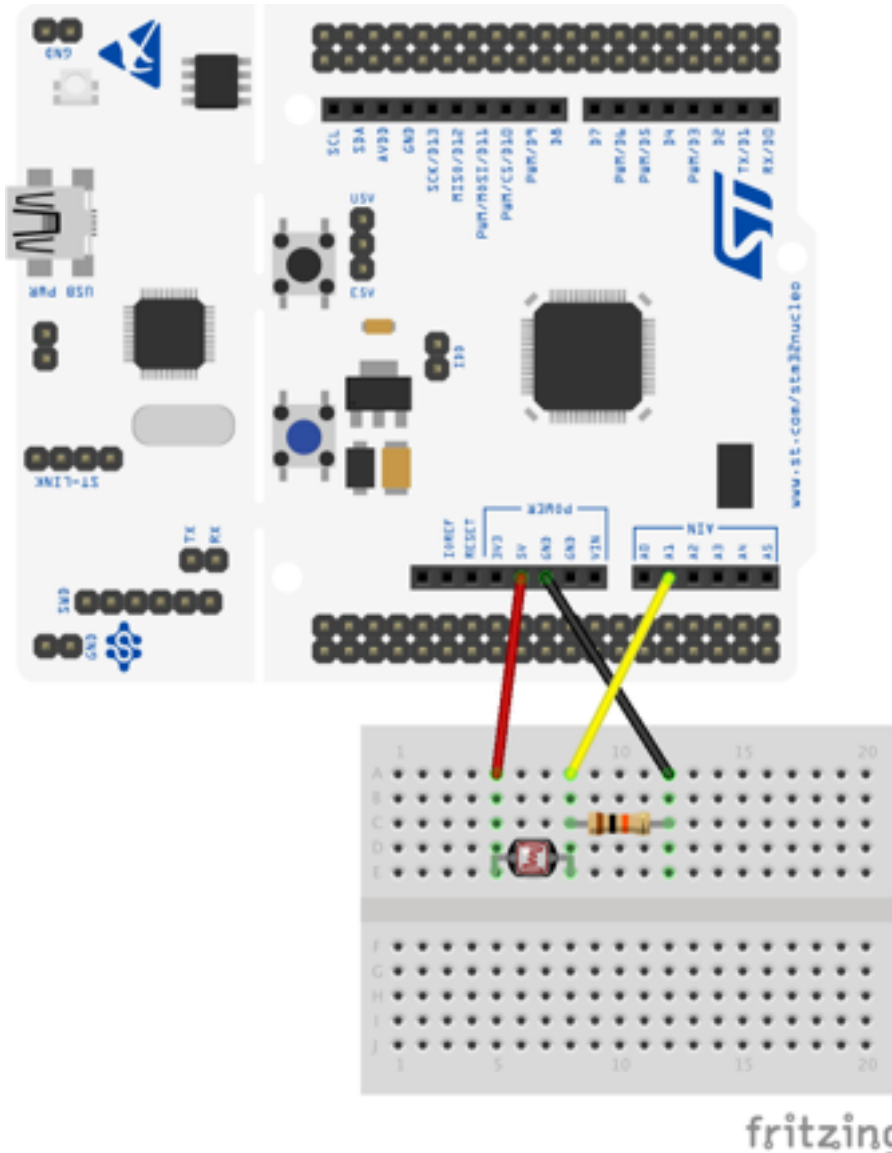 GND
SCL
SDA
AVDD
GND
SCK/D13
MISO/D12
PWM/MOSI/D11
PWM/CS/D10
PWM/D9
D8
D7
PWM/D6
PWM/D5
D4
PWM/D3
D2
TX/D1
RX/D0
ST
U5V
E5V
USB PWR
IDD
www.st.com/stm32nucleo
ST-LINK
TX
RX
SWD
GND
POWER
IOREF
RESET
3V3
5V
GND
GND
VIN
AIN
A0
A1
A2
A3
A4
A5
1 10 15 20
A
B
C
D
E
F
G
H
I
J
1 5 10 15 20
fritzing